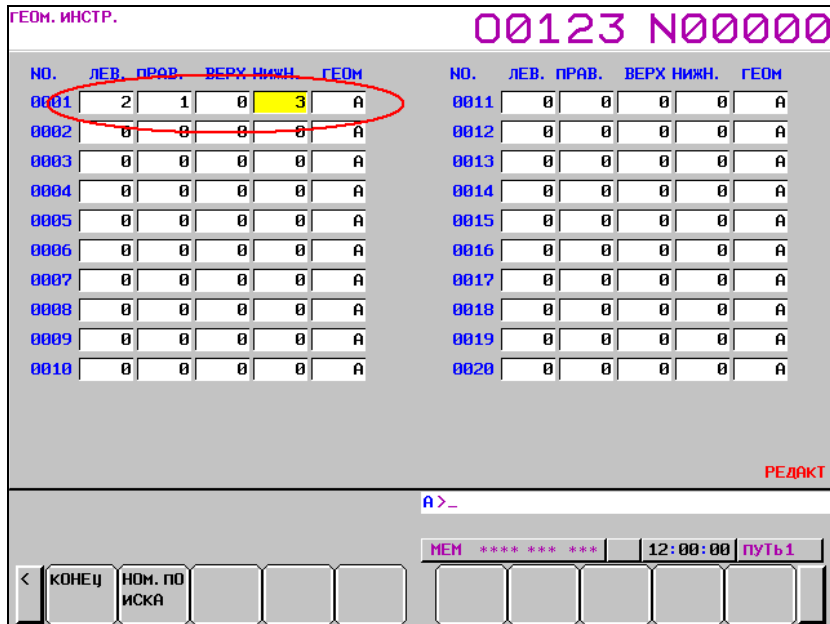 ГЕОМ. ИНСТР.
O0123 N00000
NO. ЛЕВ. ПРАВ. ВЕРХ НИЖН. ГЕОМ NO. ЛЕВ. ПРАВ. ВЕРХ НИЖН. ГЕОМ
0001 2 1 0 3 A 0011 0 0 0 0 A
0002 0 0 0 0 A 0012 0 0 0 0 A
0003 0 0 0 0 A 0013 0 0 0 0 A
0004 0 0 0 0 A 0014 0 0 0 0 A
0005 0 0 0 0 A 0015 0 0 0 0 A
0006 0 0 0 0 A 0016 0 0 0 0 A
0007 0 0 0 0 A 0017 0 0 0 0 A
0008 0 0 0 0 A 0018 0 0 0 0 A
0009 0 0 0 0 A 0019 0 0 0 0 A
0010 0 0 0 0 A 0020 0 0 0 0 A
РЕДАКТ
A>_
MEM **** *** *** 12:00:00 ПУТЬ1
< КОНЕЦ НОМ. ПО
ИСКА